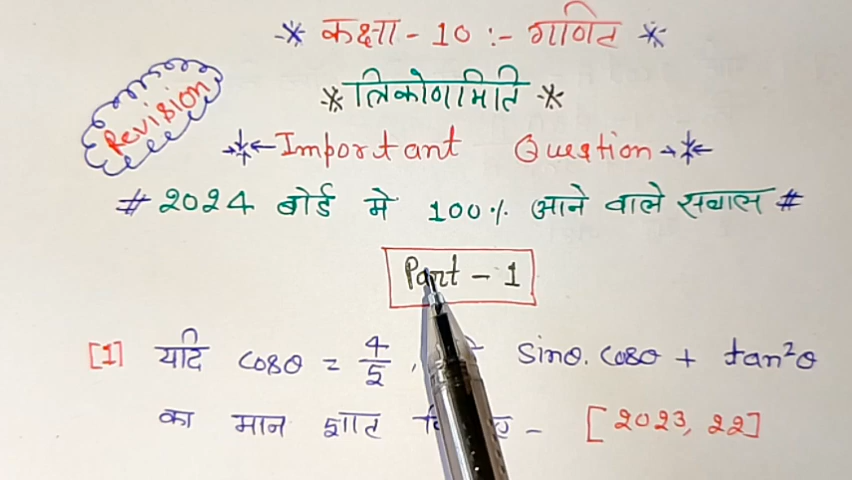 * कक्षा - 10 :- गणित *
* त्रिकोणमिति *
Revision
*← Important Question →*←
# 2024 बोर्ड मे 100% आने वाले सवाल #
Part - 1
[1] यदि cosθ = 4/5, sinθ. cosθ + tan²θ
का मान ज्ञात - [2023, 22]